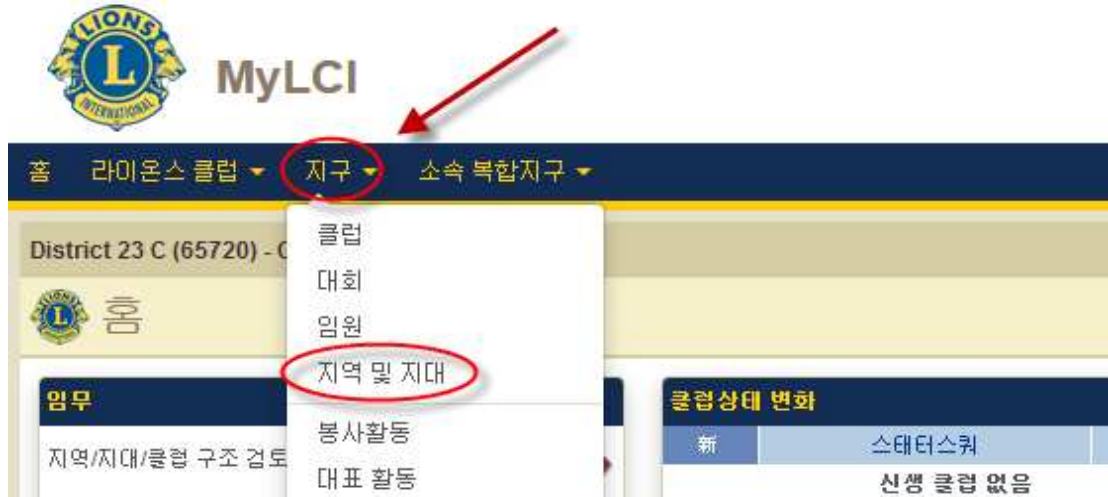 LIONS
L
INTERNATIONAL
MyLCI
홈 라이온스 클럽 지구 소속 복합지구
District 23 C (65720) -
홈
클럽
대회
임원
지역 및 지대
봉사활동
대표 활동
임무
지역/지대/클럽 구조 검토
클럽상태 변화
新 스태터스쿼
신생 클럽 없음